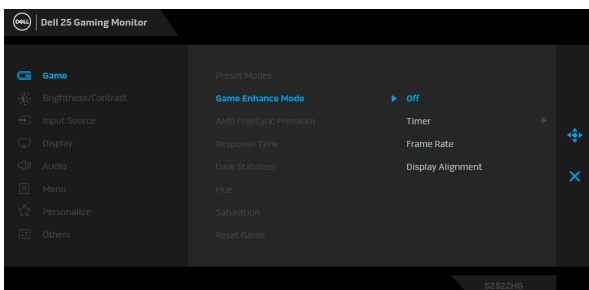 DELL Dell 25 Gaming Monitor
Game
Brightness/Contrast
Input Source
Display
Audio
Menu
Personalize
Others
Preset Modes
Game Enhance Mode
AMD FreeSync Premium
Response Time
Dark Stabilizer
Hue
Saturation
Reset Game
Off
Timer
Frame Rate
Display Alignment
S2522HG